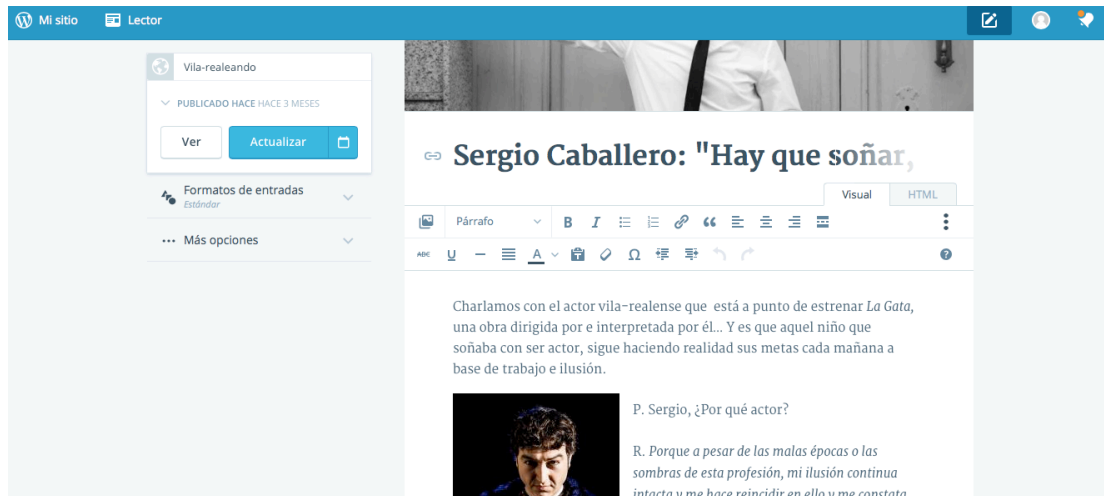 Mi sitio Lector
Vila-realeando
PUBLICADO HACE HACE 3 MESES
Ver Actualizar
Formatos de entradas
Estándar
Más opciones
Sergio Caballero: "Hay que soñar,
Visual HTML
Párrafo B I
ABC U A Ω
Charlamos con el actor vila-realense que está a punto de estrenar La Gata,
una obra dirigida por e interpretada por él... Y es que aquel niño que
soñaba con ser actor, sigue haciendo realidad sus metas cada mañana a
base de trabajo e ilusión.
P. Sergio, ¿Por qué actor?
R. Porque a pesar de las malas épocas o las
sombras de esta profesión, mi ilusión continua
intacta y me hace reincidir en ello y me constata